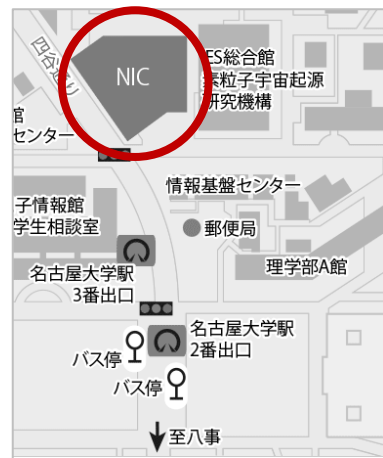 四谷通り
NIC
ES総合館
素粒子宇宙起源
研究機構
館
センター
情報基盤センター
子情報館
学生相談室
郵便局
名古屋大学駅
3番出口
理学部A館
名古屋大学駅
2番出口
バス停
バス停
至八事